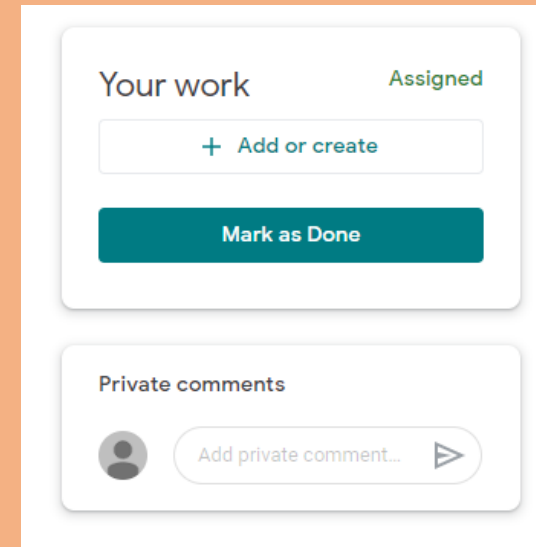 Your work
Assigned
+ Add or create
Mark as Done
Private comments
Add private comment...